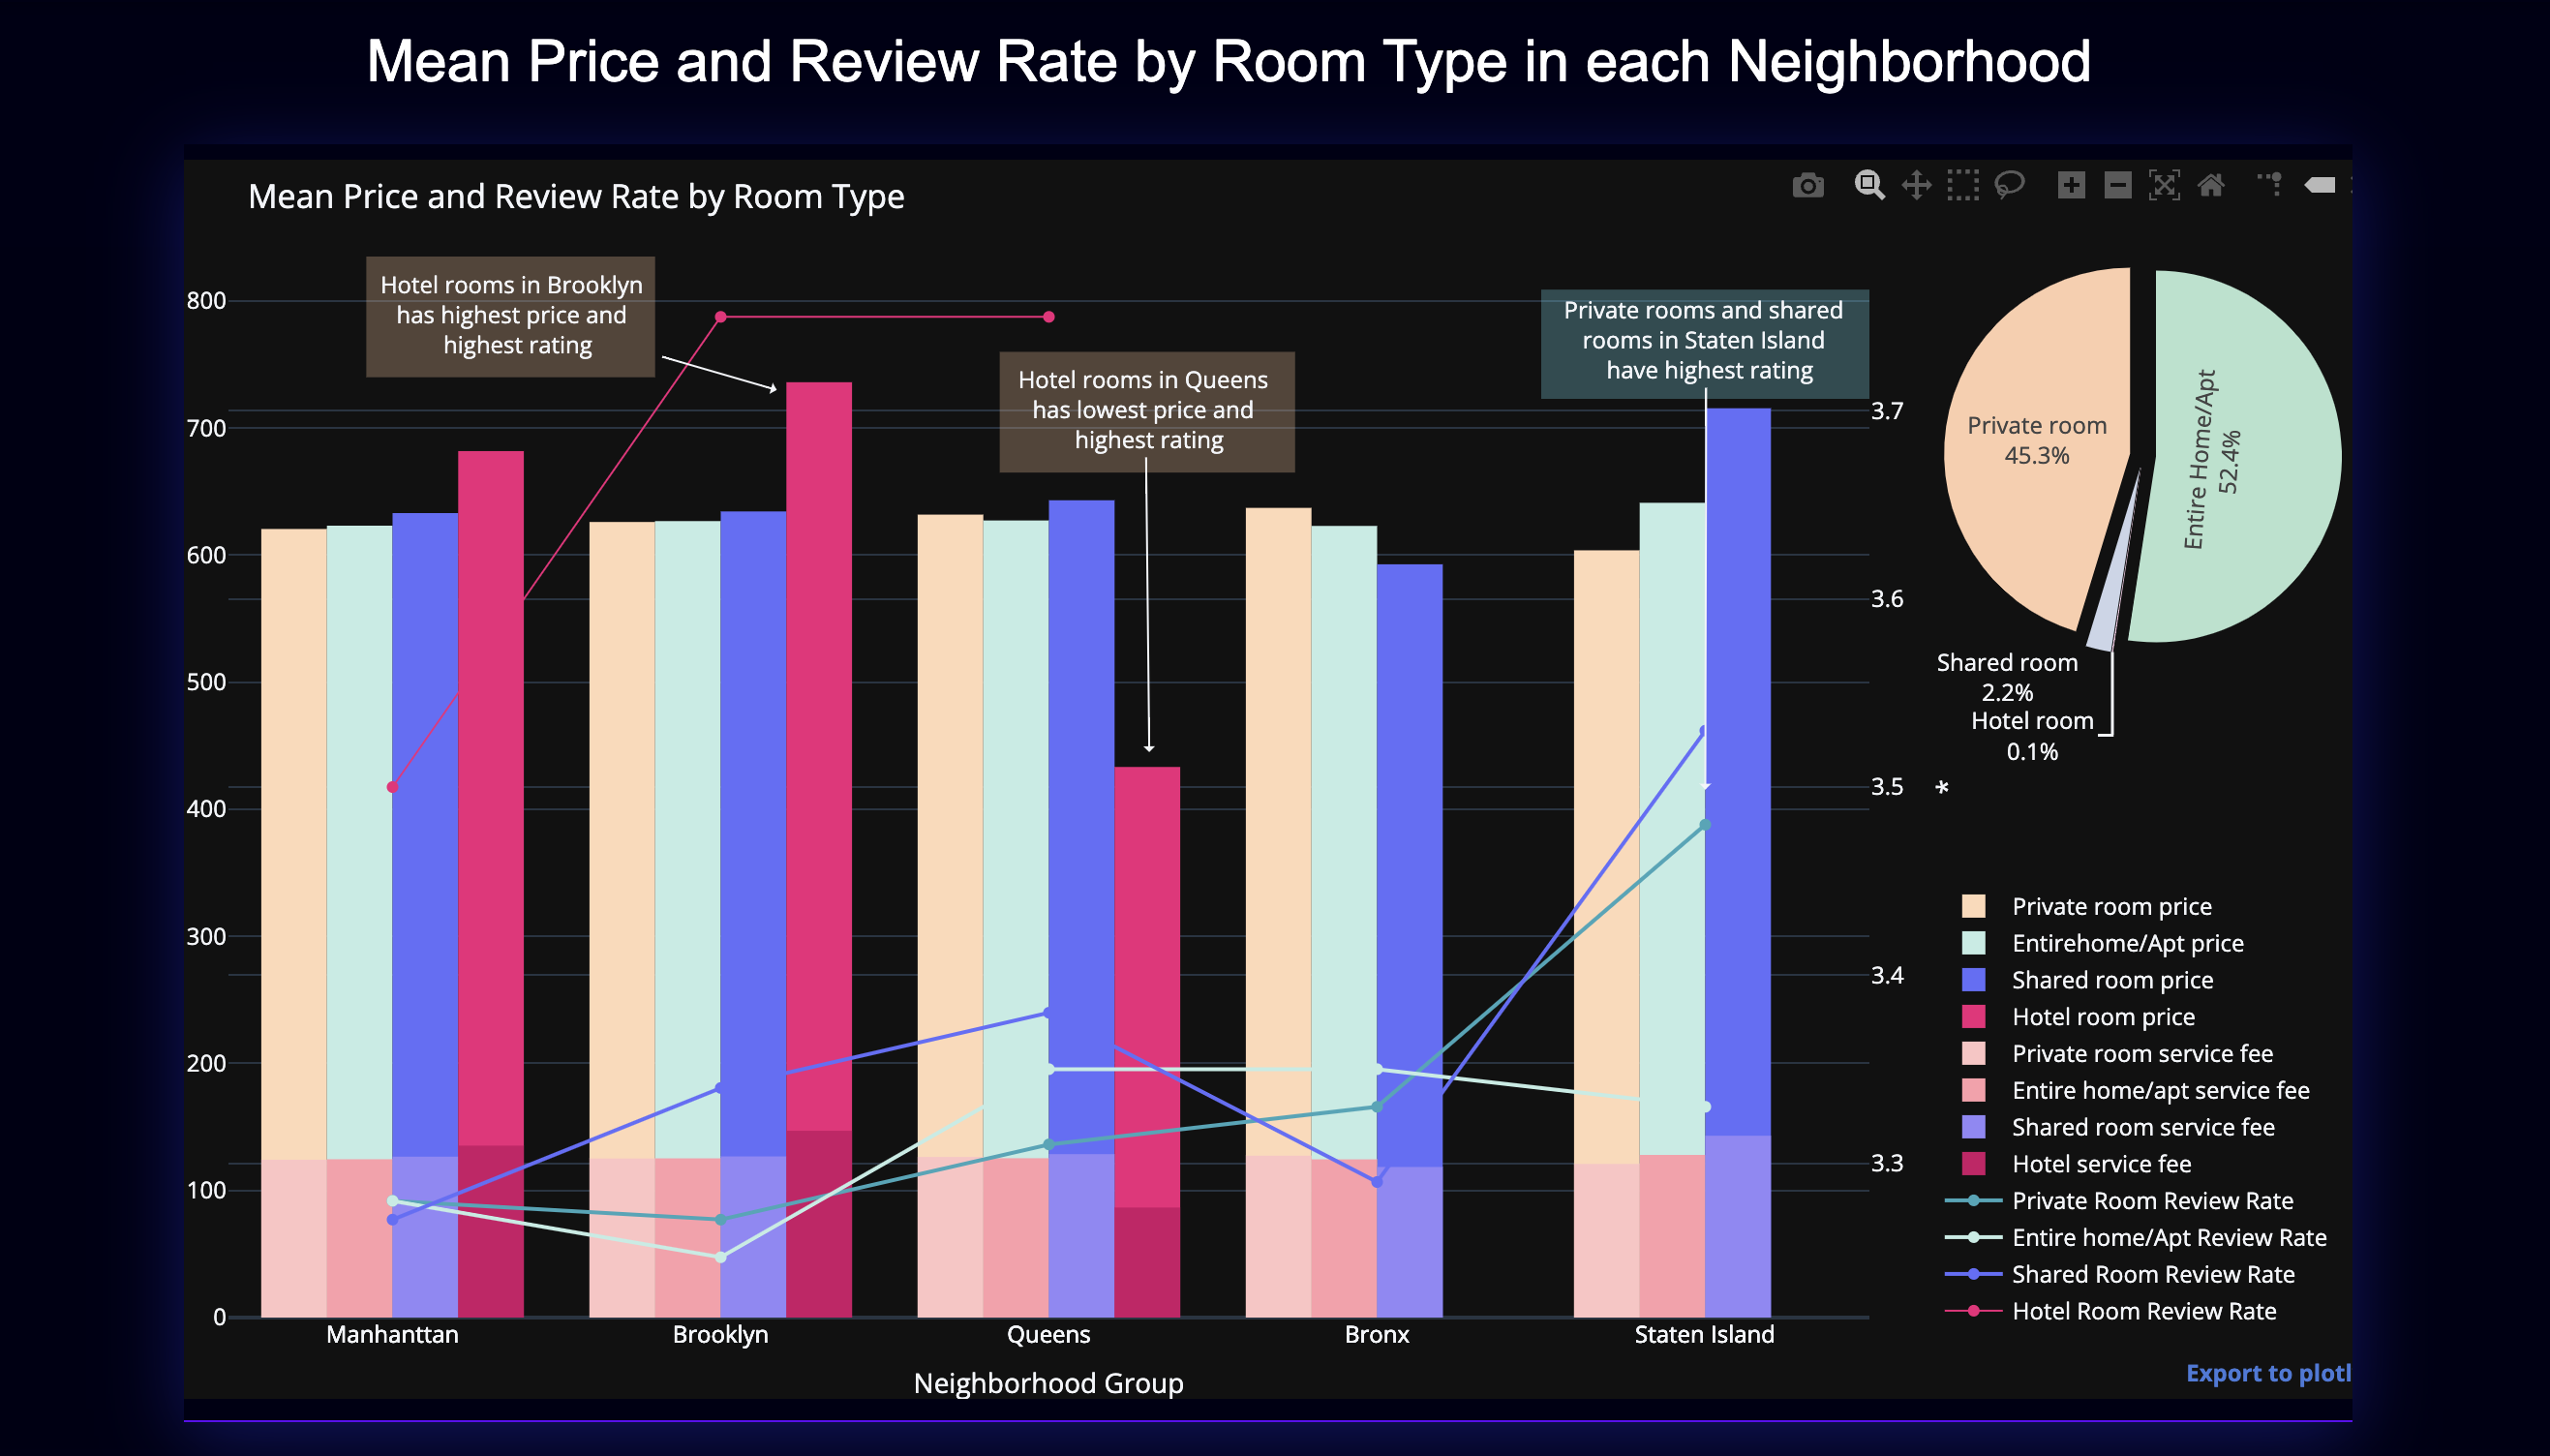 Mean Price and Review Rate by Room Type in each Neighborhood
Mean Price and Review Rate by Room Type
Hotel rooms in Brooklyn
has highest price and
highest rating
Hotel rooms in Queens
has lowest price and
highest rating
Private rooms and shared
rooms in Staten Island
have highest rating
800
700
600
500
400
300
200
100
0
3.7
3.6
3.5
3.4
3.3
*
Manhanttan
Brooklyn
Queens
Bronx
Staten Island
Neighborhood Group
Private room
45.3%
Entire Home/Apt
52.4%
Shared room
2.2%
Hotel room
0.1%
Private room price
Entirehome/Apt price
Shared room price
Hotel room price
Private room service fee
Entire home/apt service fee
Shared room service fee
Hotel service fee
Private Room Review Rate
Entire home/Apt Review Rate
Shared Room Review Rate
Hotel Room Review Rate
Export to plotl